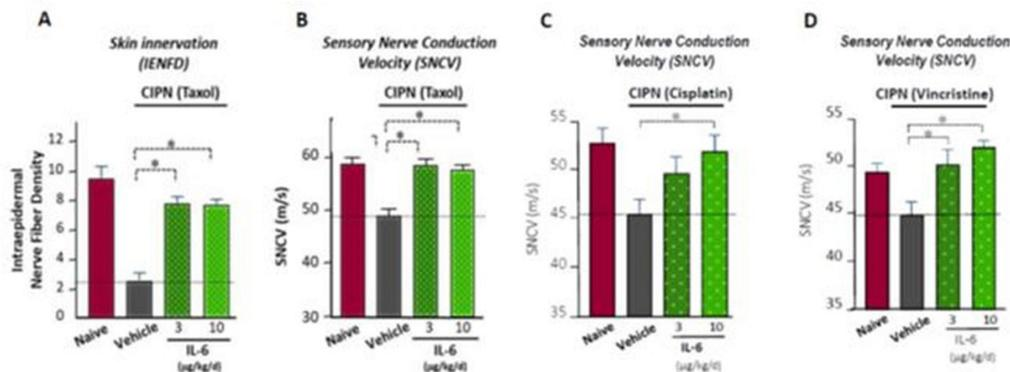 A
Skin innervation
(IENFD)
CIPN (Taxol)
Intraepidermal
Nerve Fiber Density
12
10
8
6
4
2
0
*
*
Naive
Vehicle
3
10
IL-6
(µg/kg/d)
B
Sensory Nerve Conduction
Velocity (SNCV)
CIPN (Taxol)
SNCV (m/s)
60
50
40
30
*
*
Naive
Vehicle
3
10
IL-6
(µg/kg/d)
C
Sensory Nerve Conduction
Velocity (SNCV)
CIPN (Cisplatin)
SNCV (m/s)
55
50
45
40
35
*
Naive
Vehicle
3
10
IL-6
(µg/kg/d)
D
Sensory Nerve Conduction
Velocity (SNCV)
CIPN (Vincristine)
SNCV (m/s)
55
50
45
40
35
*
*
Naive
Vehicle
3
10
IL-6
(µg/kg/d)